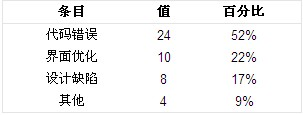 条目 值 百分比
代码错误 24 52%
界面优化 10 22%
设计缺陷 8 17%
其他 4 9%